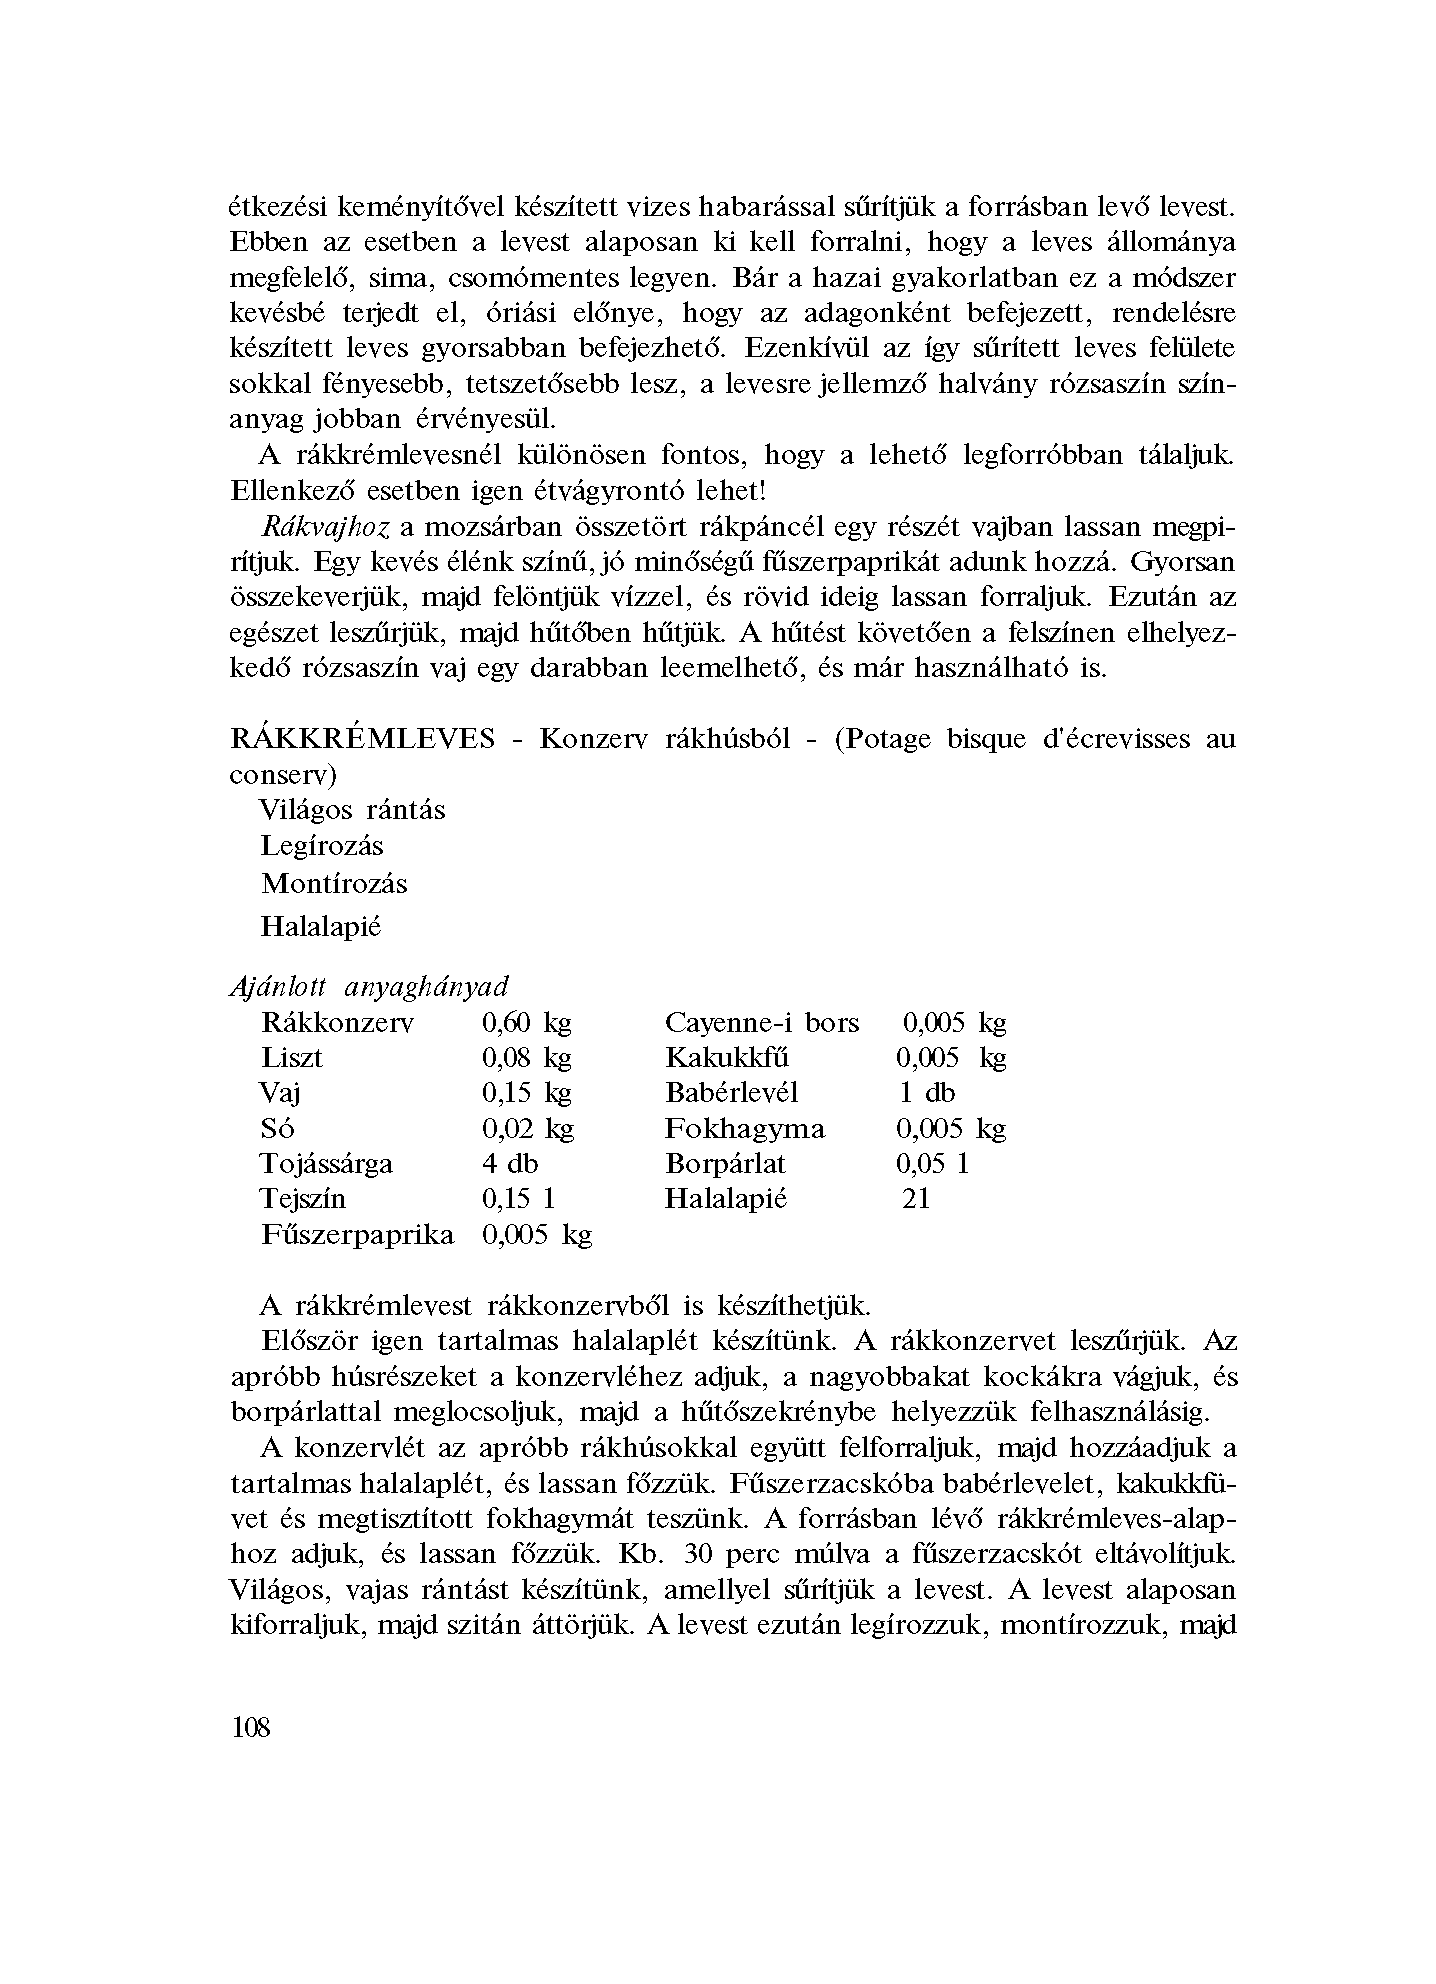 étkezési keményítővel készített vizes habarással sűrítjük a forrásban levő levest.
Ebben az esetben a levest alaposan ki kell forralni, hogy a leves állománya
megfelelő, sima, csomómentes legyen. Bár a hazai gyakorlatban ez a módszer
kevésbé terjedt el, óriási előnye, hogy az adagonként befejezett, rendelésre
készített leves gyorsabban befejezhető. Ezenkívül az így sűrített leves felülete
sokkal fényesebb, tetszetősebb lesz, a levesre jellemző halvány rózsaszín szín-
anyag jobban érvényesül.
A rákkrémlevesnél különösen fontos, hogy a lehető legforróbban tálaljuk.
Ellenkező esetben igen étvágyrontó lehet!
Rákvajhoz a mozsárban összetört rákpáncél egy részét vajban lassan megpi-
rítjuk. Egy kevés élénk színű, jó minőségű fűszerpaprikát adunk hozzá. Gyorsan
összekeverjük, majd felöntjük vízzel, és rövid ideig lassan forraljuk. Ezután az
egészet leszűrjük, majd hűtőben hűtjük. A hűtést követően a felszínen elhelyez-
kedő rózsaszín vaj egy darabban leemelhető, és már használható is.
RÁKKRÉMLEVES - Konzerv rákhúsból - (Potage bisque d'écrevisses au
conserv)
Világos rántás
Legírozás
Montírozás
Halalapié
Ajánlott anyaghányad
Rákkonzerv 0,60 kg Cayenne-i bors 0,005 kg
Liszt 0,08 kg Kakukkfű 0,005 kg
Vaj 0,15 kg Babérlevél 1 db
Só 0,02 kg Fokhagyma 0,005 kg
Tojássárga 4 db Borpárlat 0,05 1
Tejszín 0,15 1 Halalapié 21
Fűszerpaprika 0,005 kg
A rákkrémlevest rákkonzervből is készíthetjük.
Először igen tartalmas halalaplét készítünk. A rákkonzervet leszűrjük. Az
apróbb húsrészeket a konzervléhez adjuk, a nagyobbakat kockákra vágjuk, és
borpárlattal meglocsoljuk, majd a hűtőszekrénybe helyezzük felhasználásig.
A konzervlét az apróbb rákhúsokkal együtt felforraljuk, majd hozzáadjuk a
tartalmas halalaplét, és lassan főzzük. Fűszerzacskóba babérlevelet, kakukkfü-
vet és megtisztított fokhagymát teszünk. A forrásban lévő rákkrémleves-alap-
hoz adjuk, és lassan főzzük. Kb. 30 perc múlva a fűszerzacskót eltávolítjuk.
Világos, vajas rántást készítünk, amellyel sűrítjük a levest. A levest alaposan
kiforraljuk, majd szitán áttörjük. A levest ezután legírozzuk, montírozzuk, majd
108